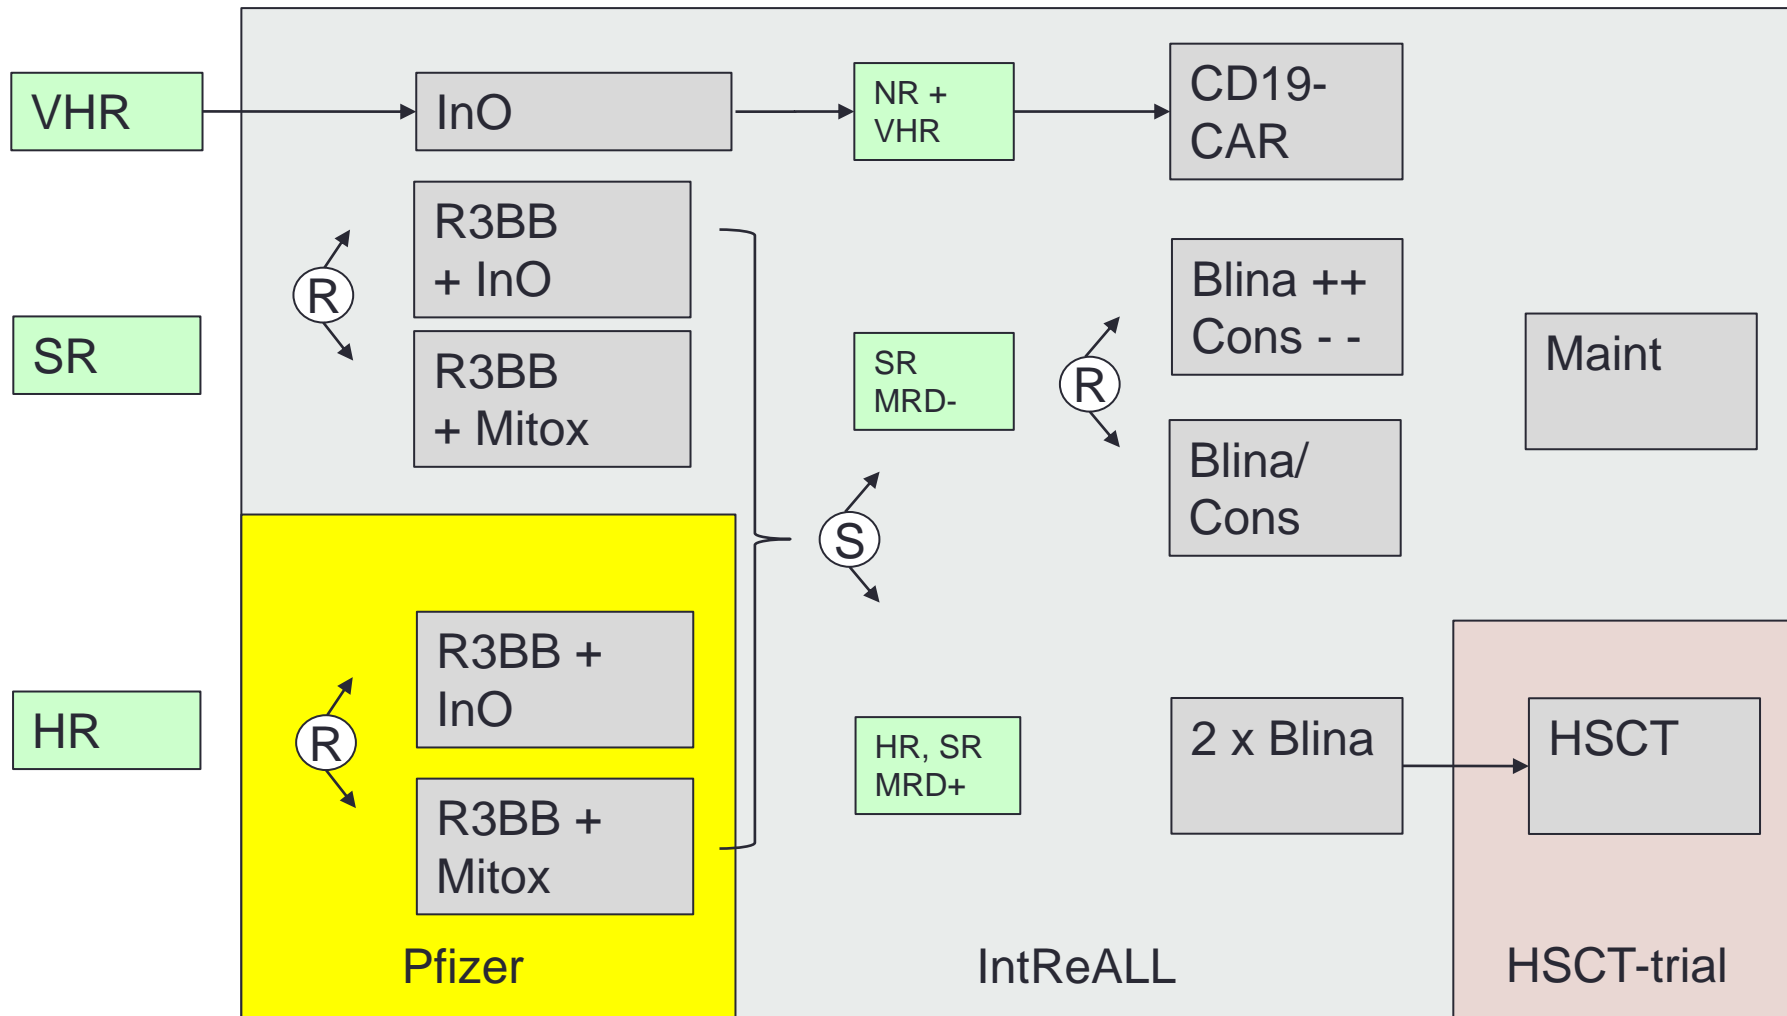 VHR
InO
NR +
VHR
CD19-
CAR
SR
R
R3BB
+ InO
R3BB
+ Mitox
SR
MRD-
R
Blina ++
Cons - -
Blina/
Cons
Maint
S
HR
R
R3BB +
InO
R3BB +
Mitox
HR, SR
MRD+
2 x Blina
HSCT
Pfizer
IntReALL
HSCT-trial